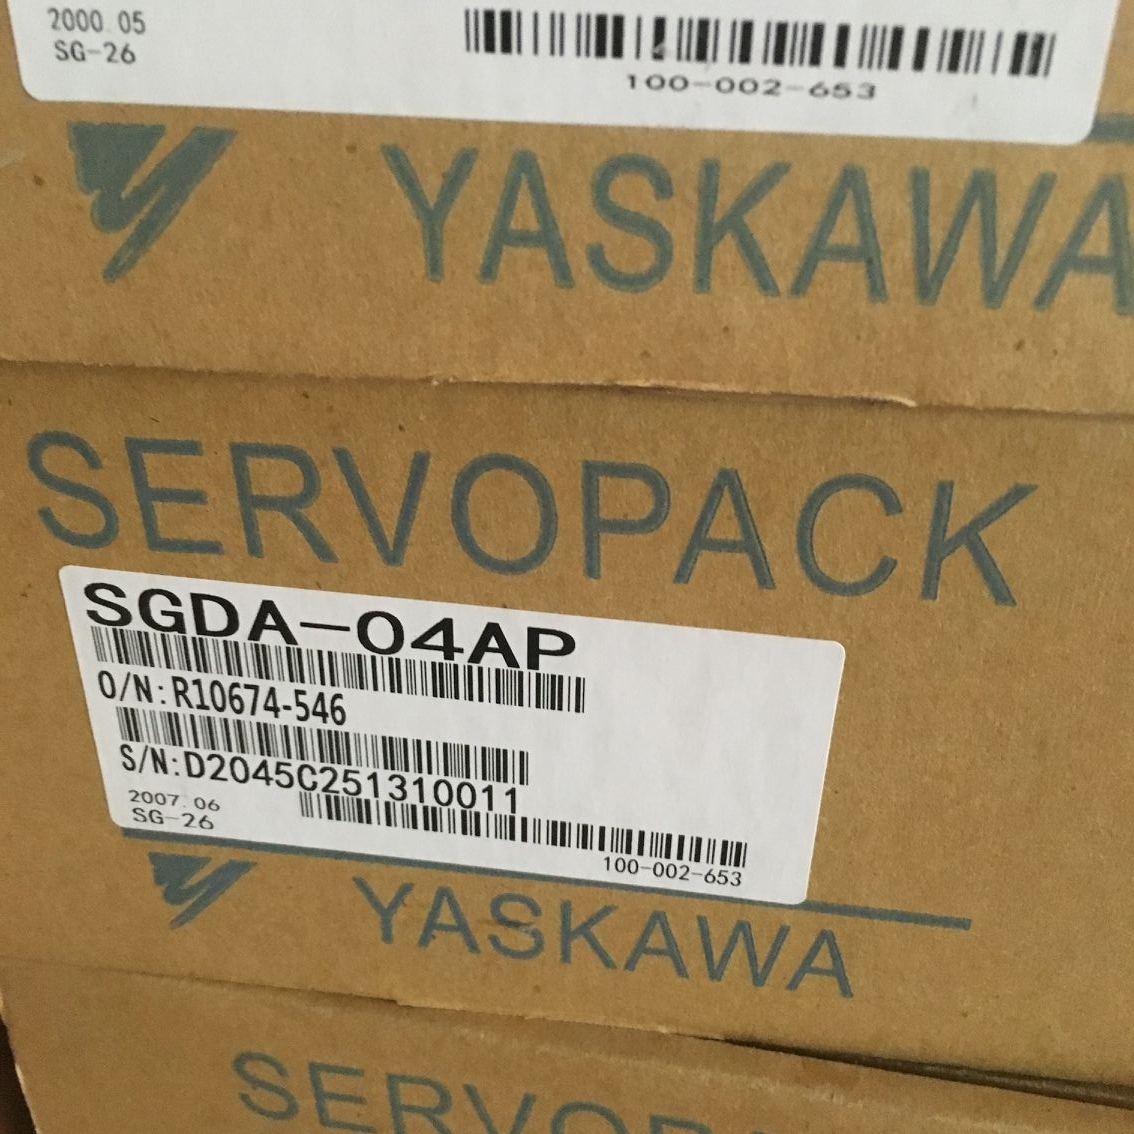 2000.05
SG-26
100-002-653
YASKAWA
SERVOPACK
SGDA-04AP
O/N:R10674-546
S/N:D2045C251310011
2007.06
SG-26
100-002-653
YASKAWA
SERVOPA